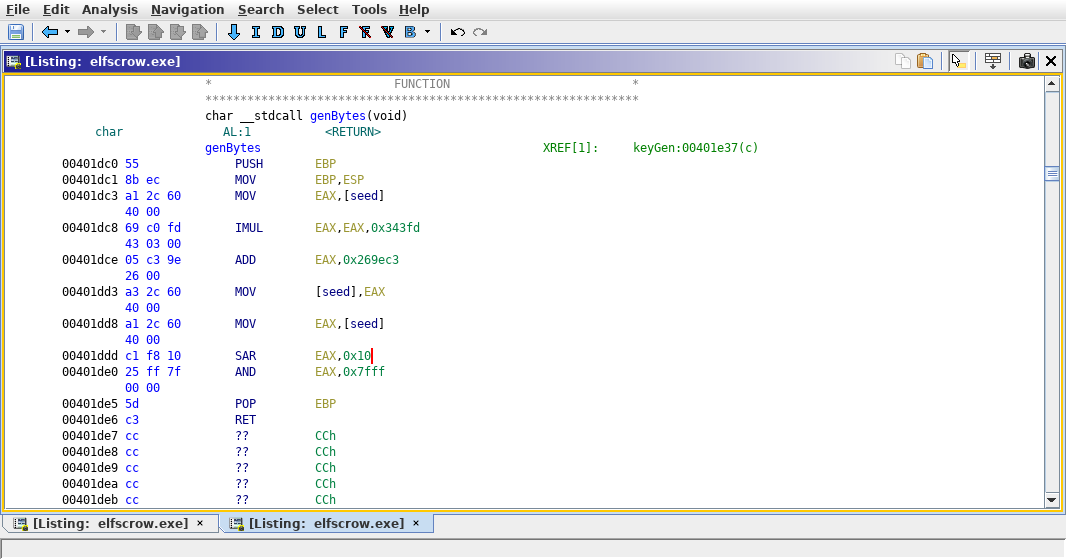 File Edit Analysis Navigation Search Select Tools Help
I D U L F R V B
[Listing: elfscrow.exe]
* FUNCTION *
**************************************************************
char __stdcall genBytes(void)
char AL:1 <RETURN>
genBytes XREF[1]: keyGen:00401e37(c)
00401dc0 55 PUSH EBP
00401dc1 8b ec MOV EBP,ESP
00401dc3 a1 2c 60 MOV EAX,[seed]
40 00
00401dc8 69 c0 fd IMUL EAX,EAX,0x343fd
43 03 00
00401dce 05 c3 9e ADD EAX,0x269ec3
26 00
00401dd3 a3 2c 60 MOV [seed],EAX
40 00
00401dd8 a1 2c 60 MOV EAX,[seed]
40 00
00401ddd c1 f8 10 SAR EAX,0x10
00401de0 25 ff 7f AND EAX,0x7fff
00 00
00401de5 5d POP EBP
00401de6 c3 RET
00401de7 cc ?? CCh
00401de8 cc ?? CCh
00401de9 cc ?? CCh
00401dea cc ?? CCh
00401deb cc ?? CCh
[Listing: elfscrow.exe] × [Listing: elfscrow.exe] ×